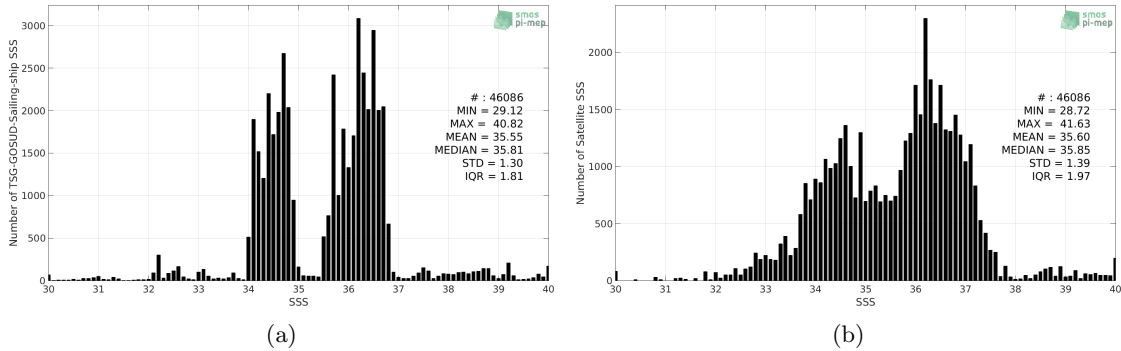 Number of TSG-GOSUD-Sailing-ship SSS
3000
2500
2000
1500
1000
500
0
30 31 32 33 34 35 36 37 38 39 40
SSS
smos
pi-mep
# : 46086
MIN = 29.12
MAX = 40.82
MEAN = 35.55
MEDIAN = 35.81
STD = 1.30
IQR = 1.81
(a)
Number of Satellite SSS
2000
1500
1000
500
0
30 31 32 33 34 35 36 37 38 39 40
SSS
smos
pi-mep
# : 46086
MIN = 28.72
MAX = 41.63
MEAN = 35.60
MEDIAN = 35.85
STD = 1.39
IQR = 1.97
(b)